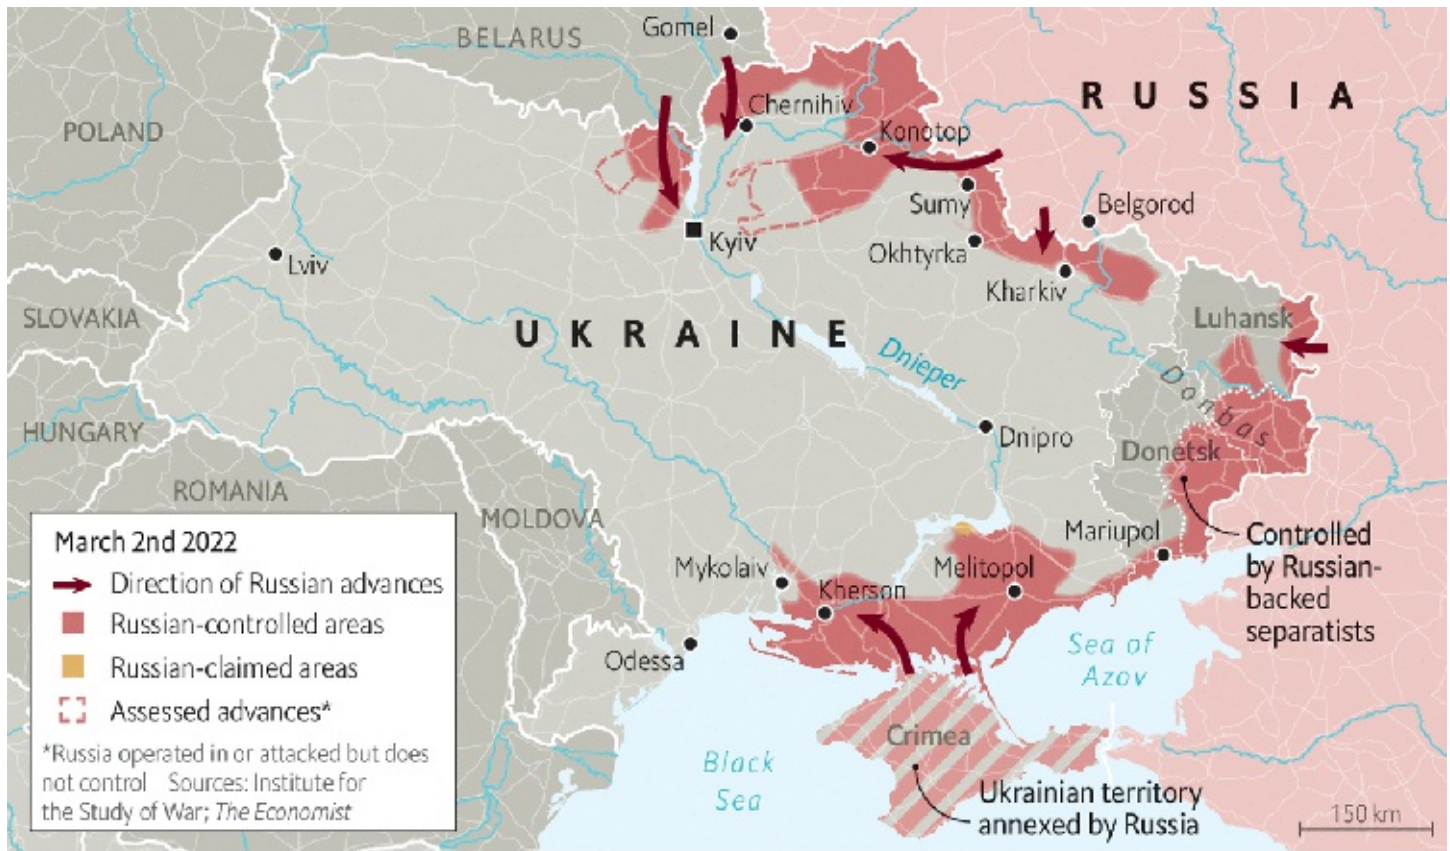 Gomel
BELARUS
RUSSIA
POLAND
Chernihiv
Konotop
Sumy
Belgorod
Kyiv
Okhtyrka
Lviv
Kharkiv
SLOVAKIA
UKRAINE
Luhansk
Dnieper
Donbas
HUNGARY
Dnipro
Donetsk
ROMANIA
MOLDOVA
Mariupol
Controlled
by Russian-
backed
separatists
Mykolaiv
Kherson
Melitopol
Odessa
Sea of
Azov
Crimea
Black
Sea
Ukrainian territory
annexed by Russia
150 km
March 2nd 2022
Direction of Russian advances
Russian-controlled areas
Russian-claimed areas
Assessed advances*
*Russia operated in or attacked but does
not control Sources: Institute for
the Study of War; The Economist